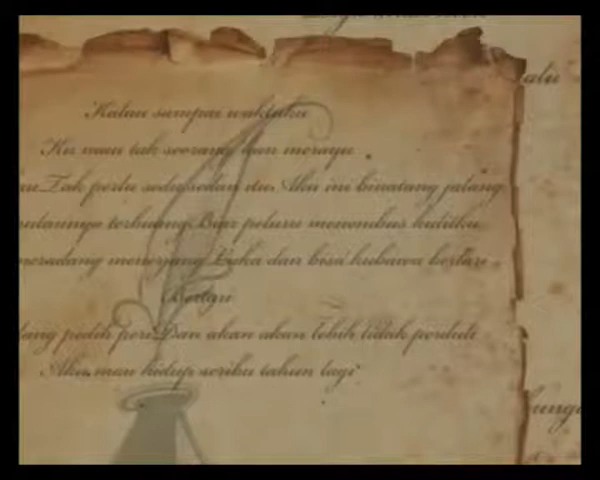 Kalau sampai waktuku
Ku mau tak seorang kan merayu
Tak perlu sedu sedan itu Aku ini binatang jalang
terbuang Biar peluru menembus kulitku
meradang menerjang Luka dan bisa kubawa berlari
Berlari
pedih peri Dan akan akan lebih tidak perduli
Aku mau hidup seribu tahun lagi